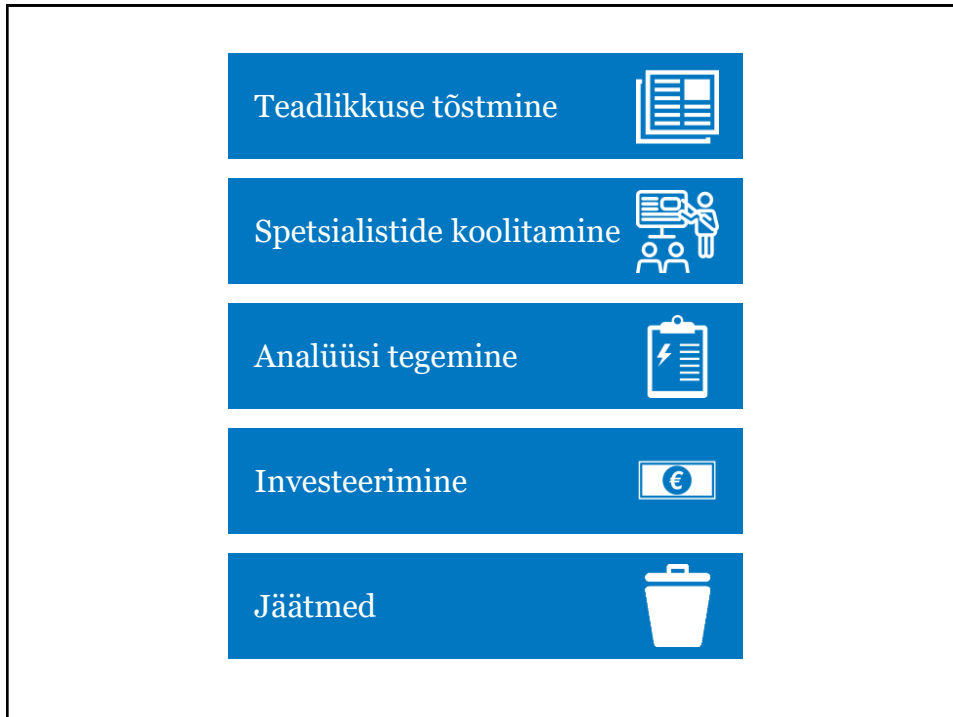 Teadlikkuse tõstmine
Spetsialistide koolitamine
Analüüsi tegemine
Investeerimine
€
Jäätmed